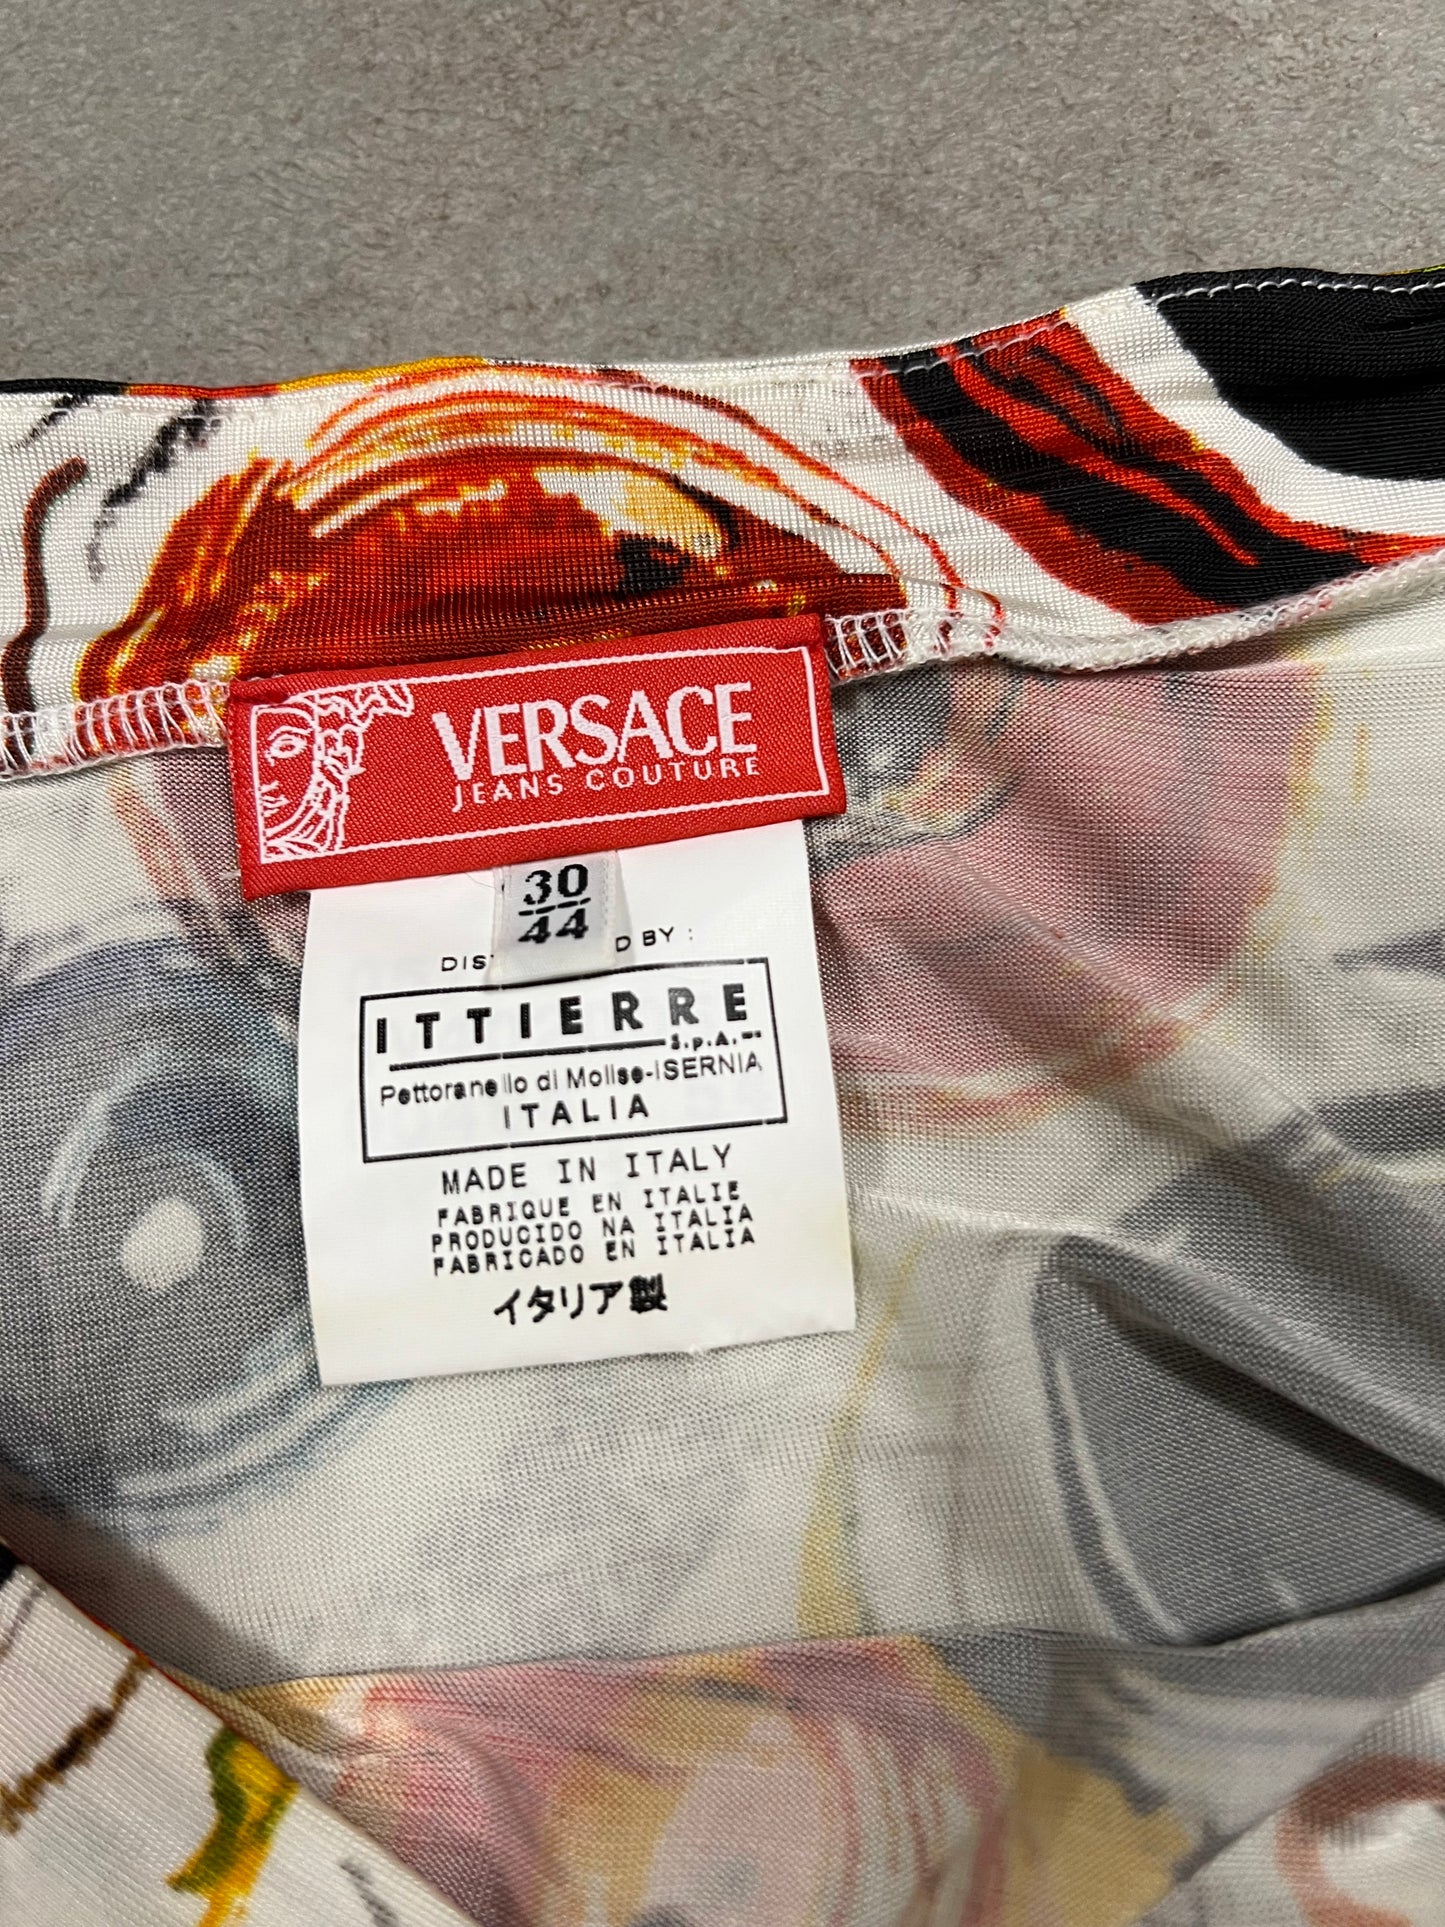 VERSACE
JEANS COUTURE
30
44
BY :
ITTIERRE
S.p.A.
Pettoranello di Molise-ISERNIA
ITALIA
MADE IN ITALY
FABRIQUE EN ITALIE
PRODUCIDO NA ITALIA
FABRICADO EN ITALIA
イタリア製